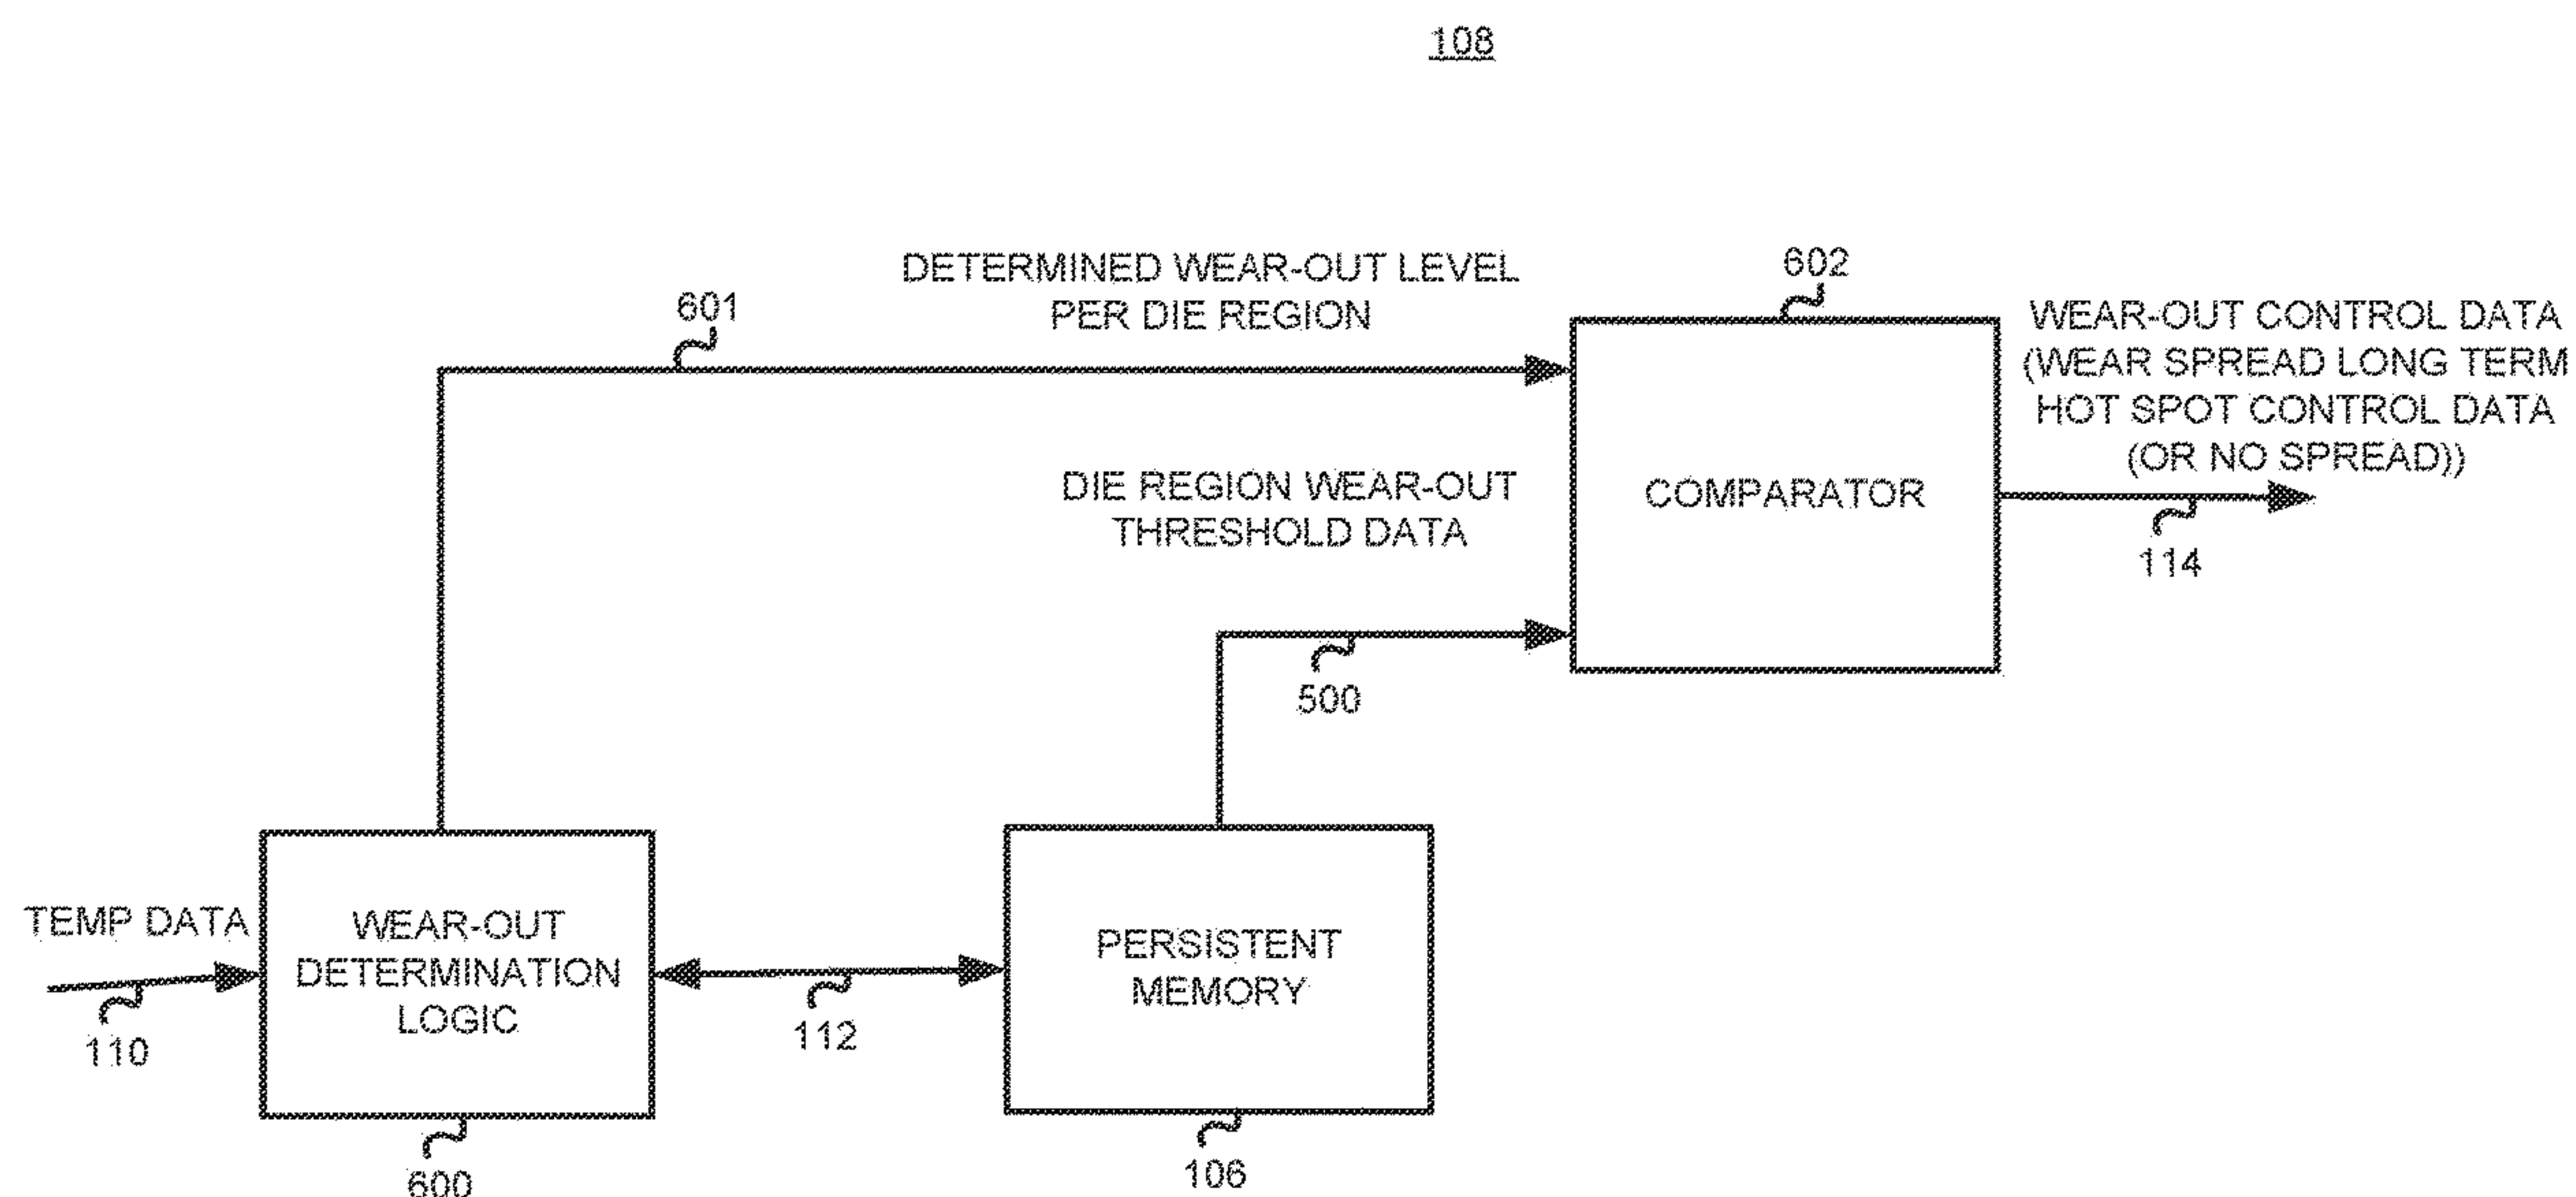 108
DETERMINED WEAR-OUT LEVEL
PER DIE REGION
601
602
WEAR-OUT CONTROL DATA
(WEAR SPREAD LONG TERM
HOT SPOT CONTROL DATA
(OR NO SPREAD))
DIE REGION WEAR-OUT
THRESHOLD DATA
COMPARATOR
114
500
TEMP DATA
110
WEAR-OUT
DETERMINATION
LOGIC
112
PERSISTENT
MEMORY
600
106